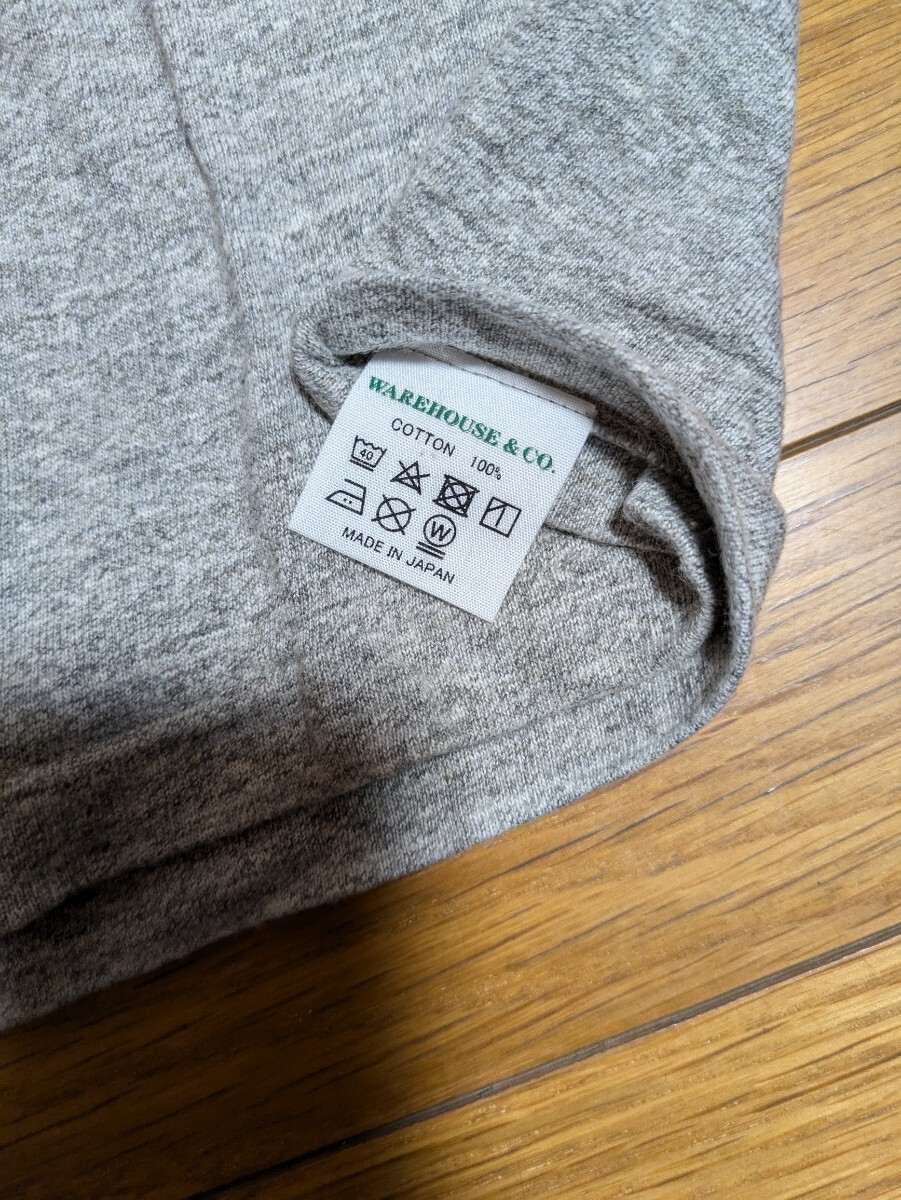 WAREHOUSE & CO.
COTTON 100%
40
W
MADE IN JAPAN